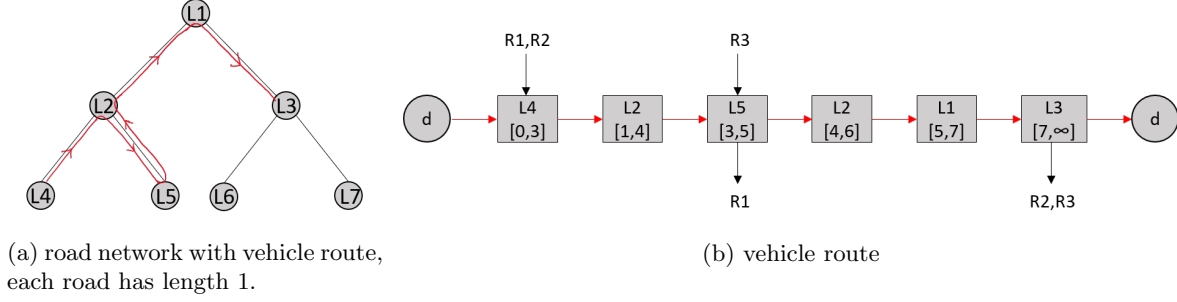 L1
L2
L3
L4
L5
L6
L7
(a) road network with vehicle route,
each road has length 1.
R1,R2
R3
d
L4
[0,3]
L2
[1,4]
L5
[3,5]
L2
[4,6]
L1
[5,7]
L3
[7,∞]
d
R1
R2,R3
(b) vehicle route